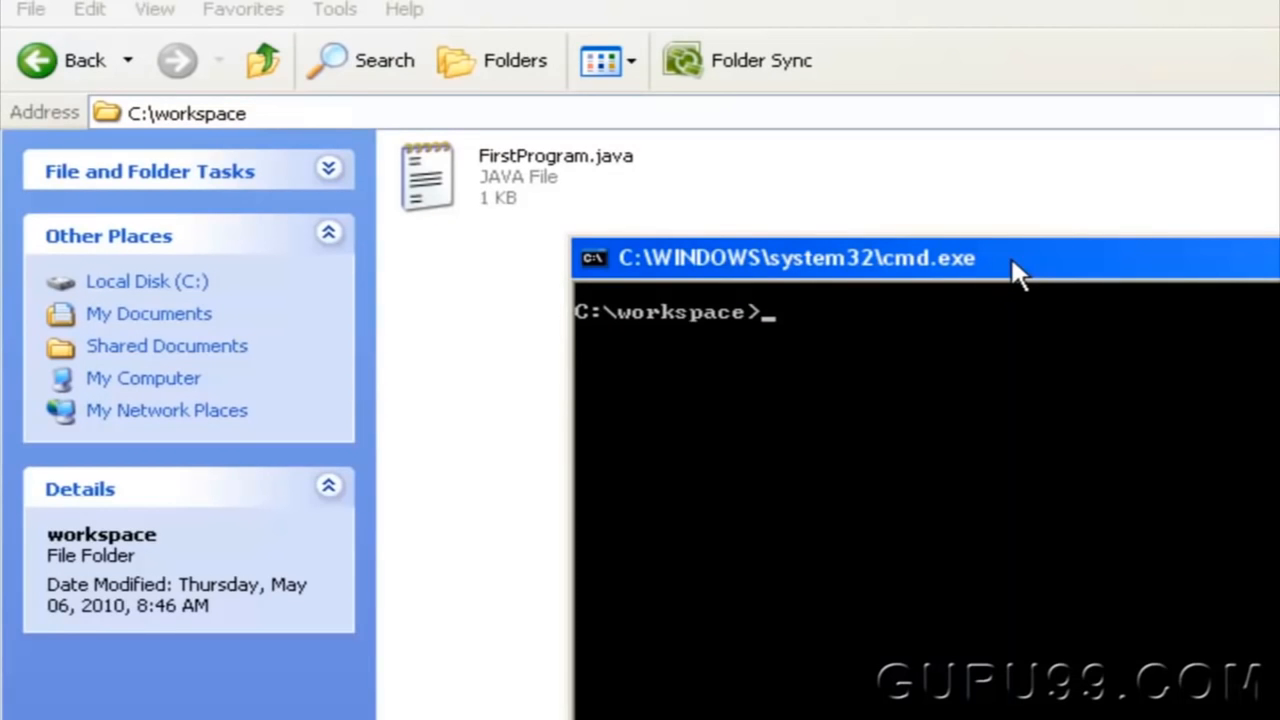 File Edit View Favorites Tools Help
Back Search Folders Folder Sync
Address C:\workspace
File and Folder Tasks
Other Places
Local Disk (C:)
My Documents
Shared Documents
My Computer
My Network Places
Details
workspace
File Folder
Date Modified: Thursday, May
06, 2010, 8:46 AM
FirstProgram.java
JAVA File
1 KB
C:\ C:\WINDOWS\system32\cmd.exe
C:\workspace>_
GURU99.COM